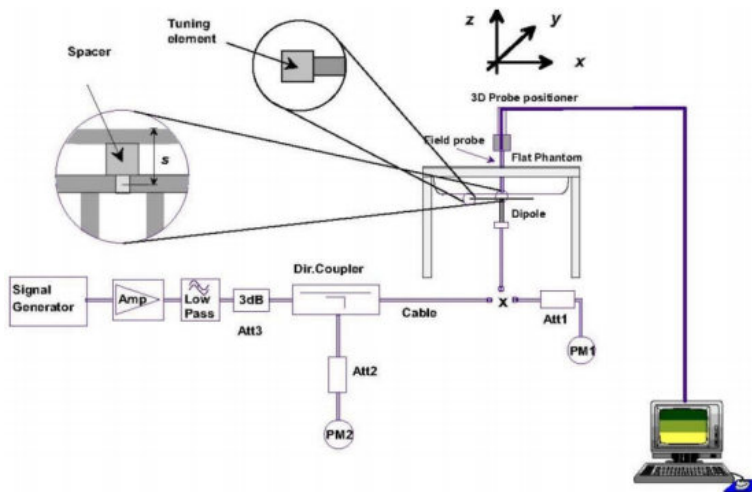 Tuning
element
Spacer
s
z
y
x
3D Probe positioner
Field probe
Flat Phantom
Dipole
Dir.Coupler
Signal
Generator
Amp
Low
Pass
3dB
Att3
Cable
x
Att1
PM1
Att2
PM2